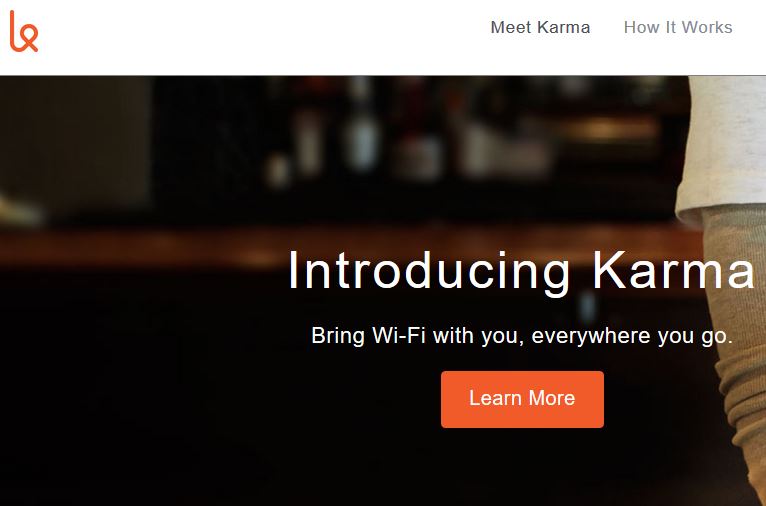 Meet Karma
How It Works
Introducing Karma
Bring Wi-Fi with you, everywhere you go.
Learn More